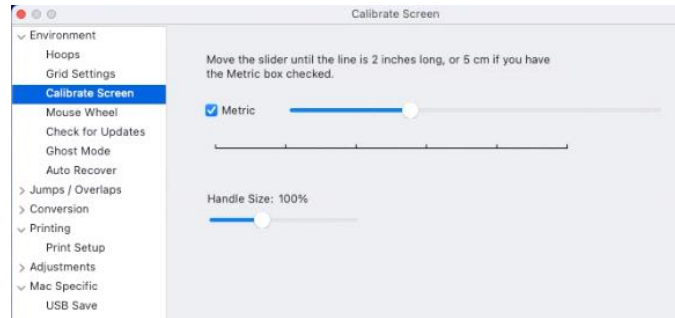 Calibrate Screen
Environment
Hoops
Grid Settings
Calibrate Screen
Mouse Wheel
Check for Updates
Ghost Mode
Auto Recover
Jumps / Overlaps
Conversion
Printing
Print Setup
Adjustments
Mac Specific
USB Save
Move the slider until the line is 2 inches long, or 5 cm if you have
the Metric box checked.
Metric
Handle Size: 100%